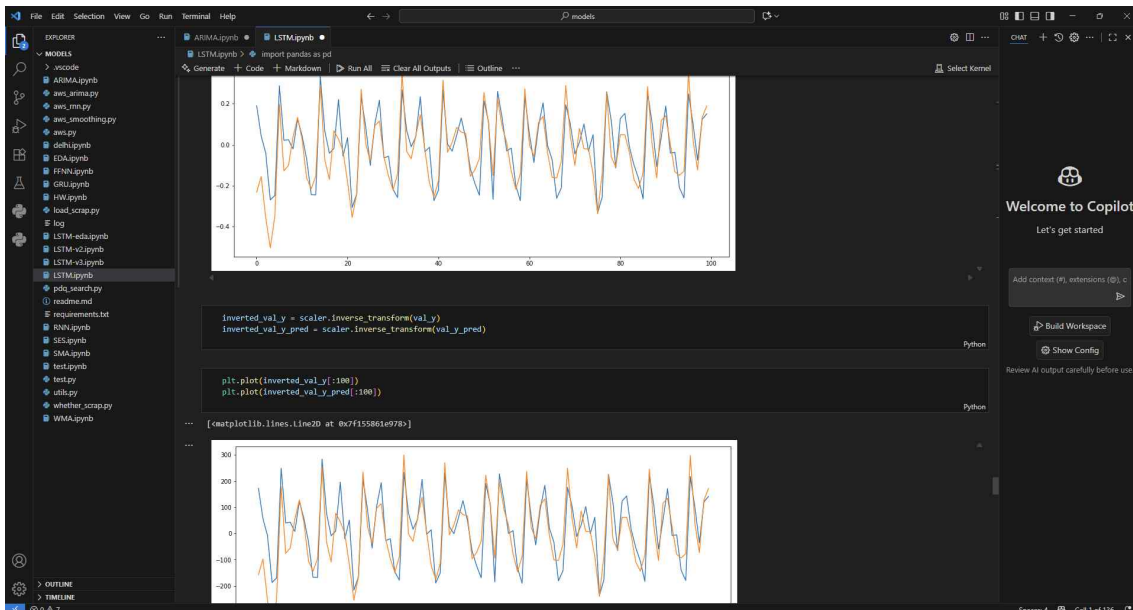 File Edit Selection View Go Run Terminal Help
models
EXPLORER
MODELS
.vscode
ARIMA.ipynb
aws_arima.py
aws_rnn.py
aws_smoothing.py
aws.py
delhi.ipynb
EDA.ipynb
FFNN.ipynb
GRU.ipynb
HW.ipynb
load_scrap.py
log
LSTM-eda.ipynb
LSTM-v2.ipynb
LSTM-v3.ipynb
LSTM.ipynb
pdq_search.py
readme.md
requirements.txt
RNN.ipynb
SES.ipynb
SMA.ipynb
test.ipynb
test.py
utils.py
whether_scrap.py
WMA.ipynb
OUTLINE
TIMELINE
ARIMA.ipynb LSTM.ipynb
LSTM.ipynb > import pandas as pd
Generate + Code + Markdown Run All Clear All Outputs Outline ... Select Kernel
0.2
0.0
-0.2
-0.4
0 20 40 60 80 100
inverted_val_y = scaler.inverse_transform(val_y)
inverted_val_y_pred = scaler.inverse_transform(val_y_pred)
Python
plt.plot(inverted_val_y[:100])
plt.plot(inverted_val_y_pred[:100])
Python
[<matplotlib.lines.Line2D at 0x7f155861e978>]
300
200
100
0
-100
-200
CHAT
Welcome to Copilot
Let's get started
Add context (#), extensions (@), c
Build Workspace
Show Config
Review AI output carefully before use.
Cell 1 of 136